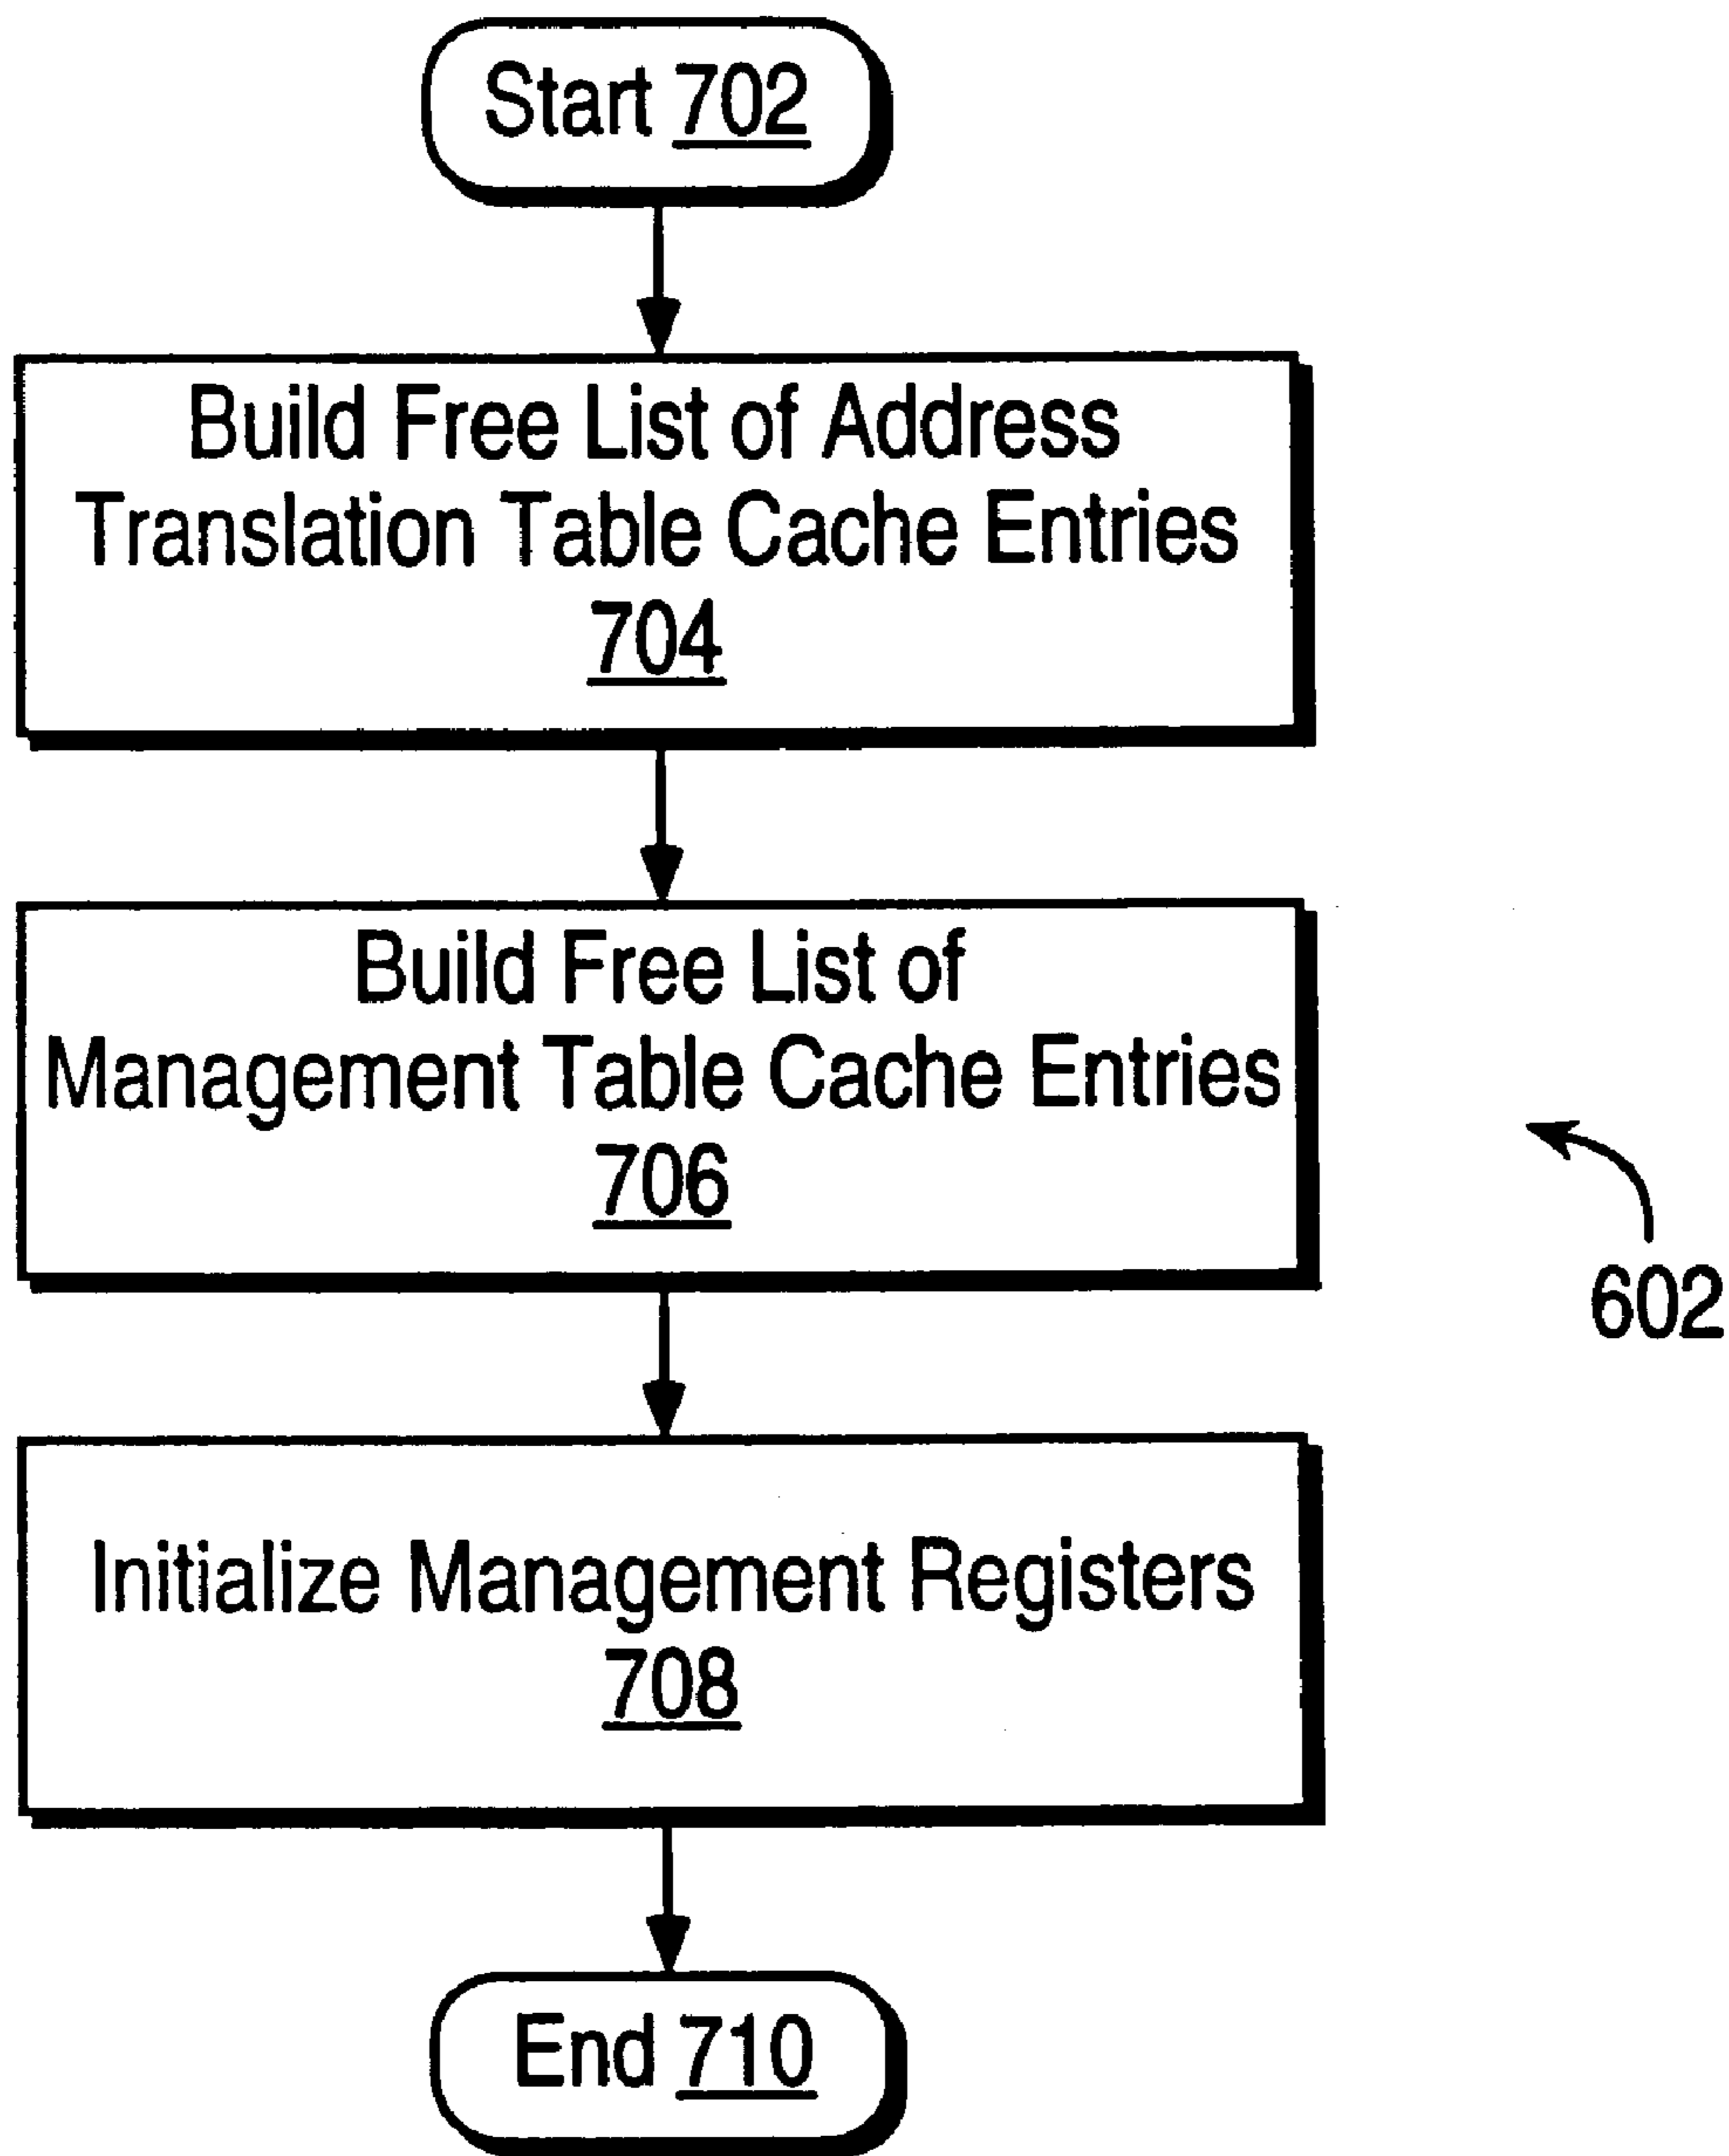 Start 702
Build Free List of Address
Translation Table Cache Entries
704
Build Free List of
Management Table Cache Entries
706
602
Initialize Management Registers
708
End 710